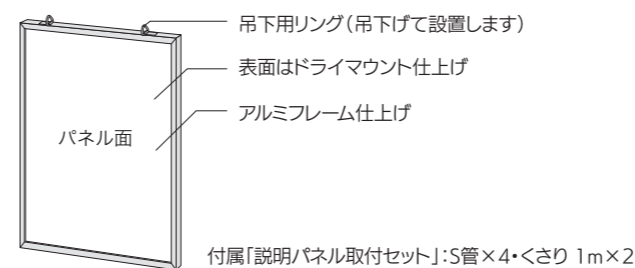 吊下用リング（吊下げて設置します）
表面はドライマウント仕上げ
アルミフレーム仕上げ
パネル面
付属「説明パネル取付セット」：S管×4・くさり 1m×2